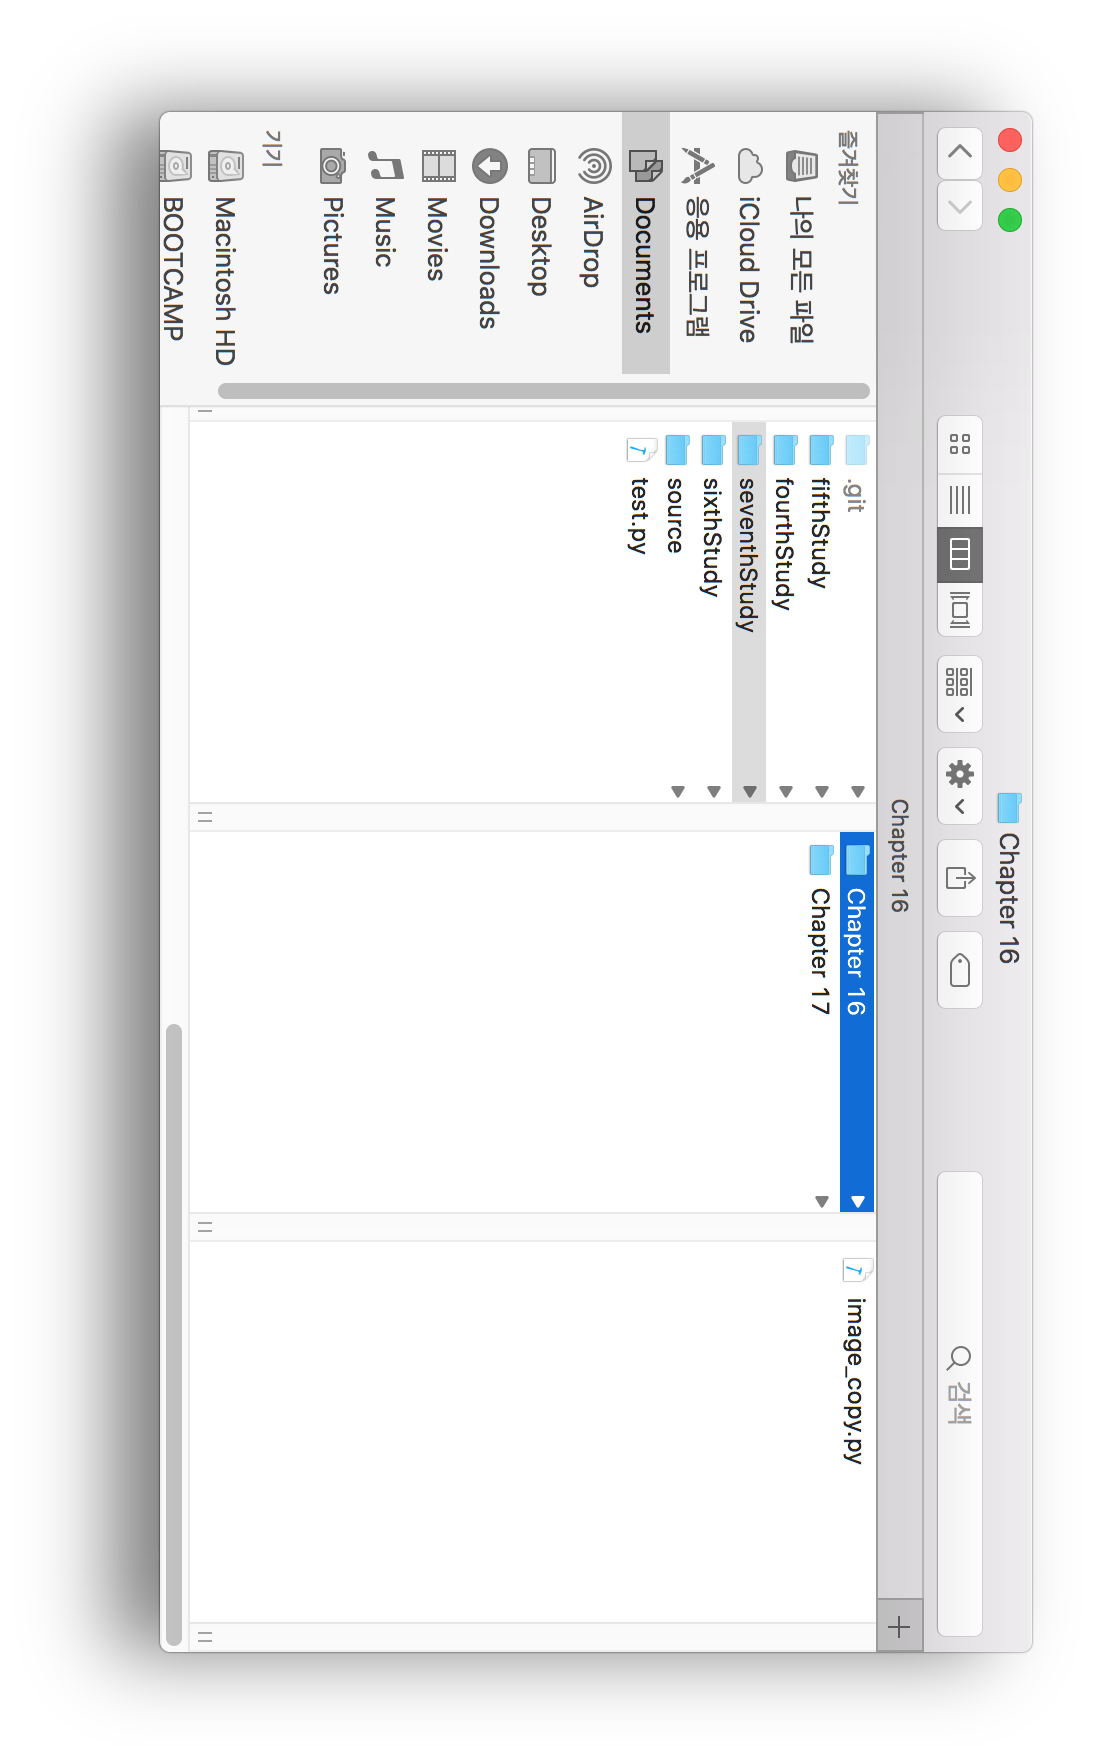 Chapter 16
검색
Chapter 16
즐겨찾기
나의 모든 파일
iCloud Drive
응용 프로그램
Documents
AirDrop
Desktop
Downloads
Movies
Music
Pictures
기기
Macintosh HD
BOOTCAMP
.git
fifthStudy
fourthStudy
seventhStudy
sixthStudy
source
test.py
Chapter 16
Chapter 17
image_copy.py